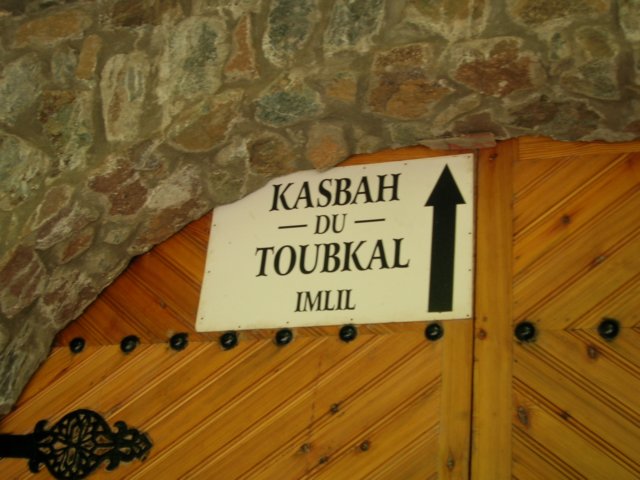 KASBAH
– DU –
TOUBKAL
IMLIL